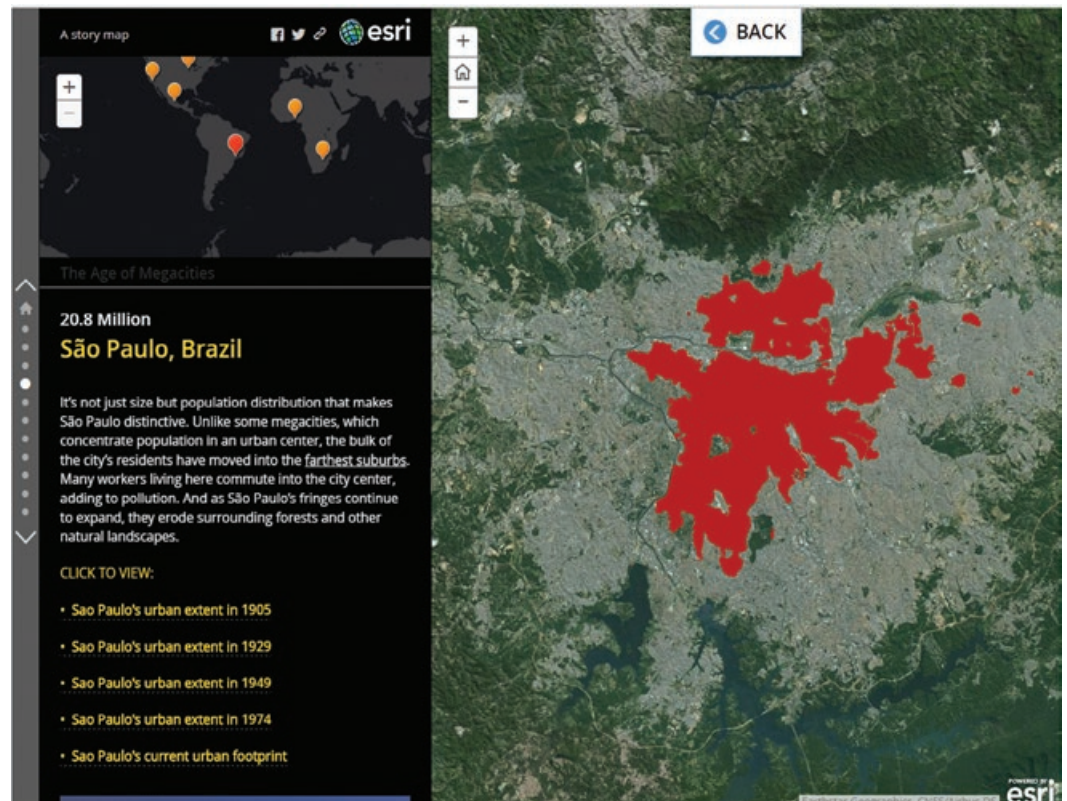 A story map
esri
The Age of Megacities
20.8 Million
São Paulo, Brazil
It's not just size but population distribution that makes
São Paulo distinctive. Unlike some megacities, which
concentrate population in an urban center, the bulk of
the city's residents have moved into the farthest suburbs.
Many workers living here commute into the city center,
adding to pollution. And as São Paulo's fringes continue
to expand, they erode surrounding forests and other
natural landscapes.
CLICK TO VIEW:
• Sao Paulo's urban extent in 1905
• Sao Paulo's urban extent in 1929
• Sao Paulo's urban extent in 1949
• Sao Paulo's urban extent in 1974
• Sao Paulo's current urban footprint
BACK
POWERED BY
esri